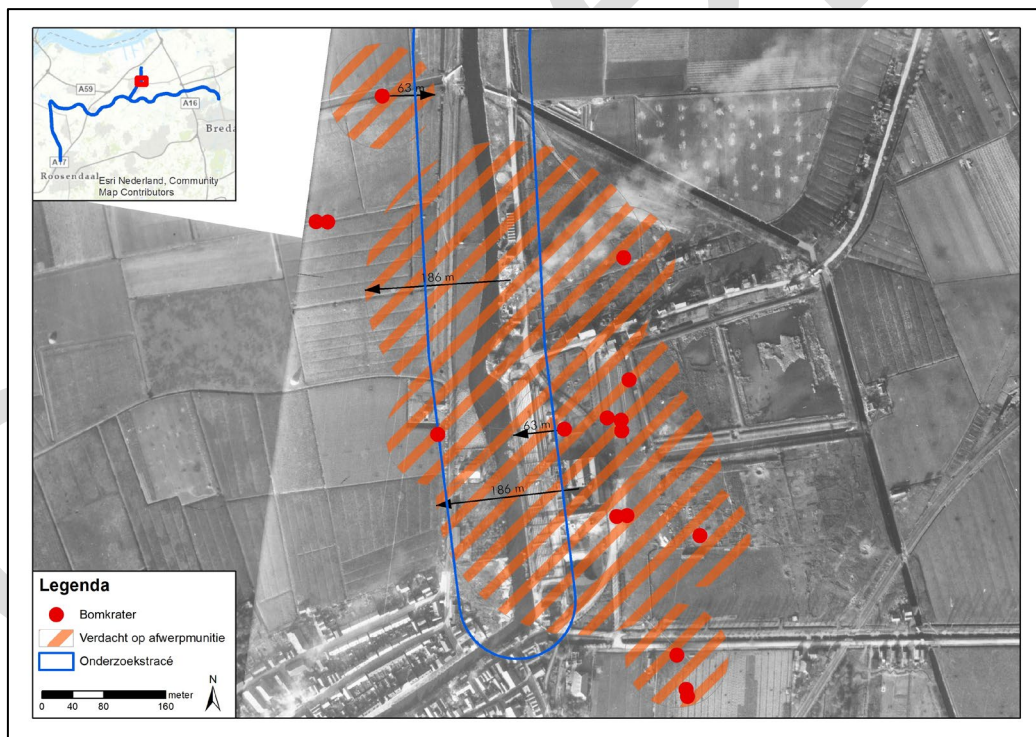 A59
A16
Breda
A17
Roosendaal
Esri Nederland, Community
Map Contributors
63 m
186 m
63 m
186 m
Legenda
Bomkrater
Verdacht op afwerpmunitie
Onderzoekstracé
meter
N
0 40 80 160